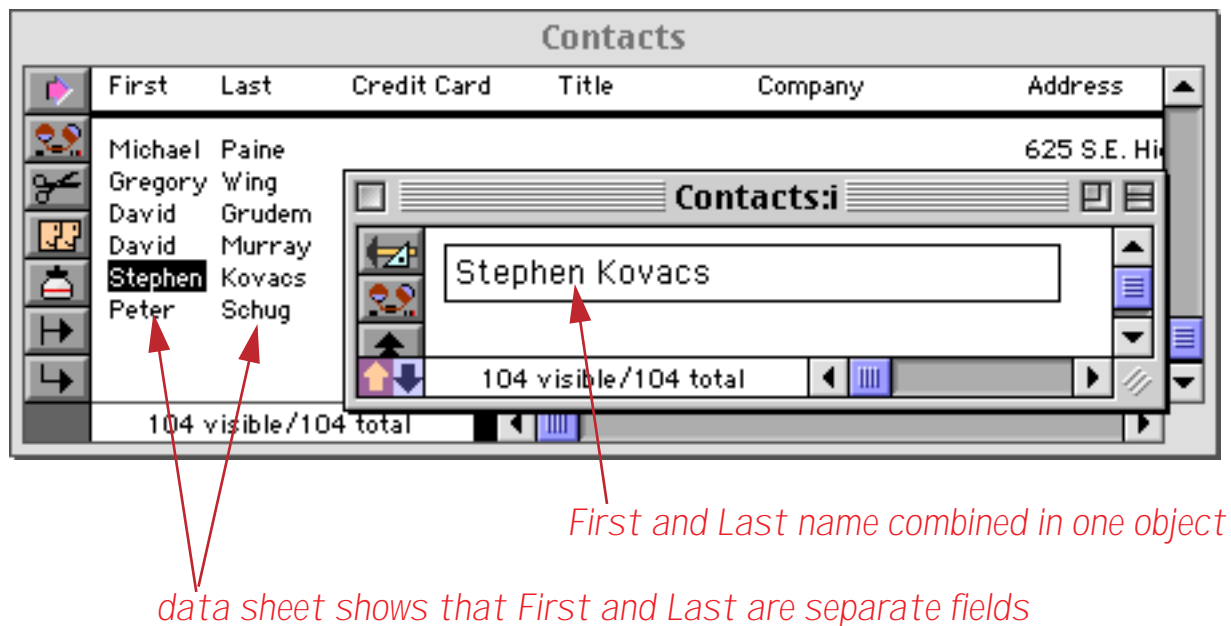 Contacts
First Last Credit Card Title Company Address
Michael Paine 625 S.E. Hi
Gregory Wing
David Grudem
David Murray
Stephen Kovacs
Peter Schug
104 visible/104 total
Contacts:i
Stephen Kovacs
104 visible/104 total
First and Last name combined in one object
data sheet shows that First and Last are separate fields